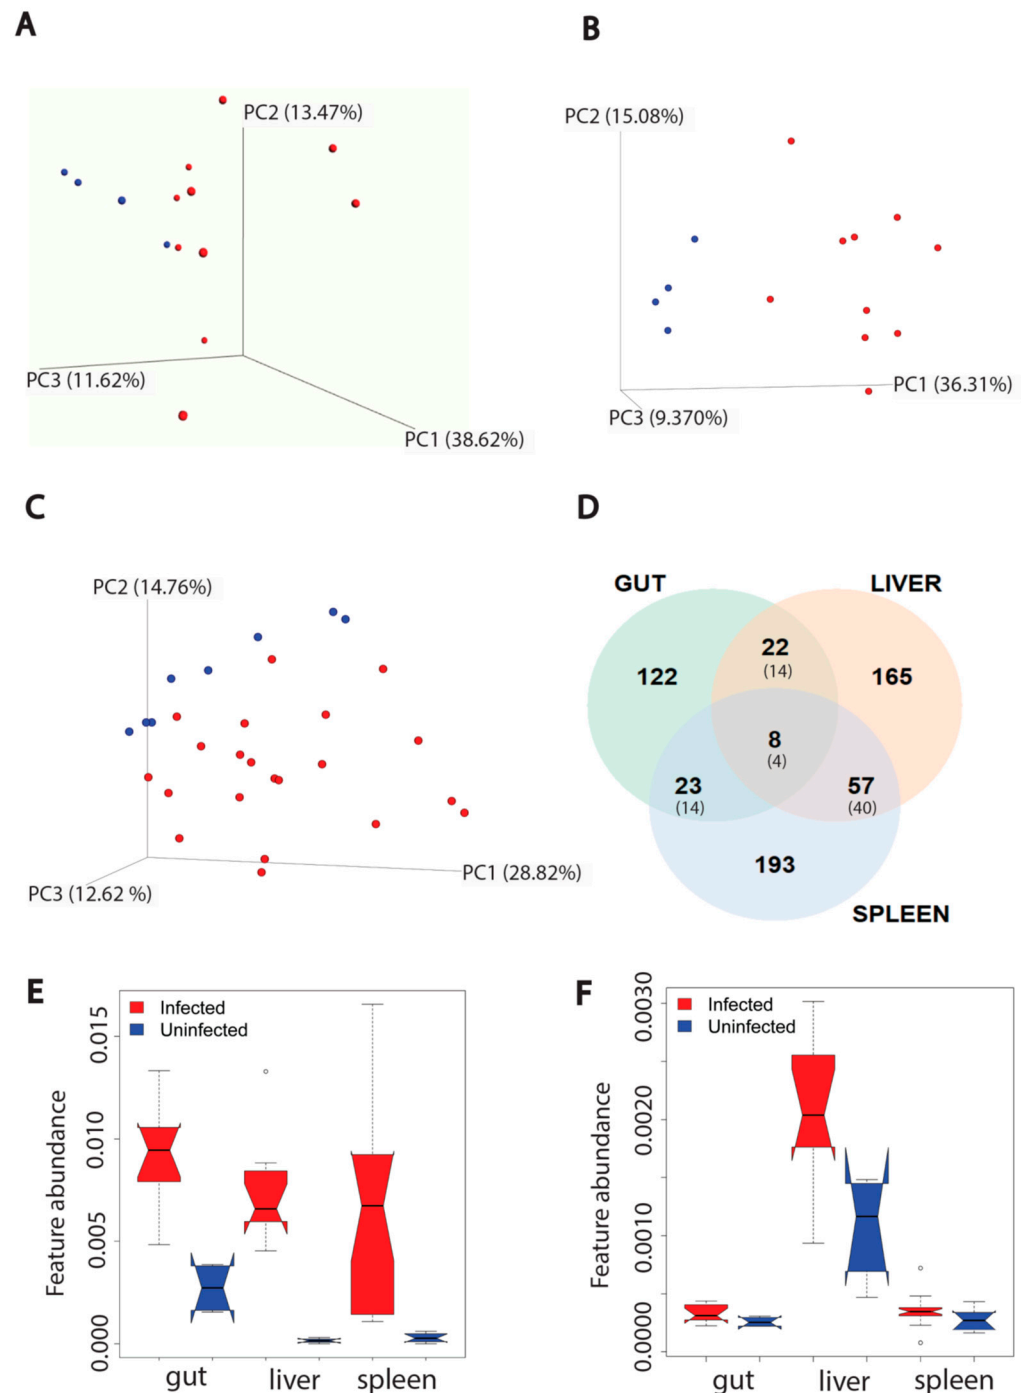 A
B
PC2 (13.47%)
PC2 (15.08%)
PC3 (11.62%)
PC1 (36.31%)
PC3 (9.370%)
PC1 (38.62%)
C
D
PC2 (14.76%)
GUT
LIVER
22
(14)
122
165
8
(4)
23
(14)
57
(40)
PC1 (28.82%)
193
PC3 (12.62 %)
SPLEEN
E
Infected
Uninfected
Feature abundance
0.015
0.010
0.005
0.000
gut
liver
spleen
F
Infected
Uninfected
Feature abundance
0.0030
0.0020
0.0010
0.0000
gut
liver
spleen